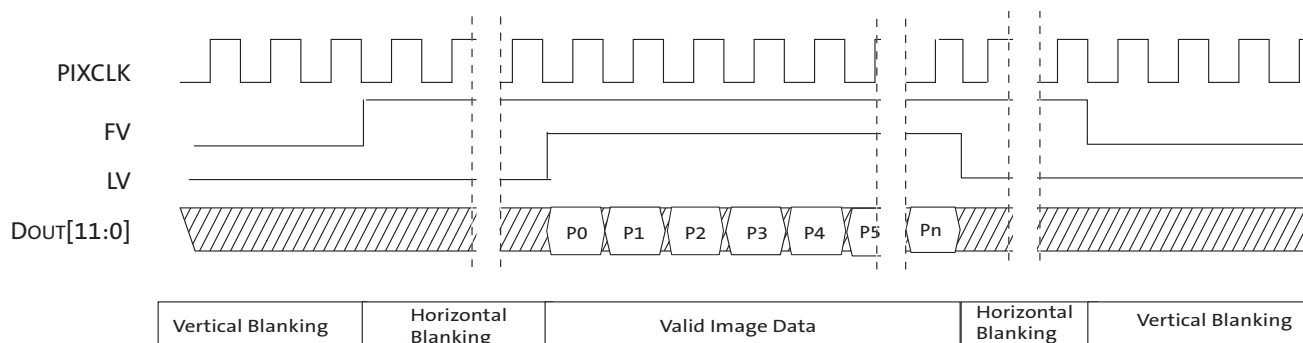 PIXCLK
FV
LV
DOUT[11:0]
P0 P1 P2 P3 P4 P5 Pn
Vertical Blanking
Horizontal
Blanking
Valid Image Data
Horizontal
Blanking
Vertical Blanking